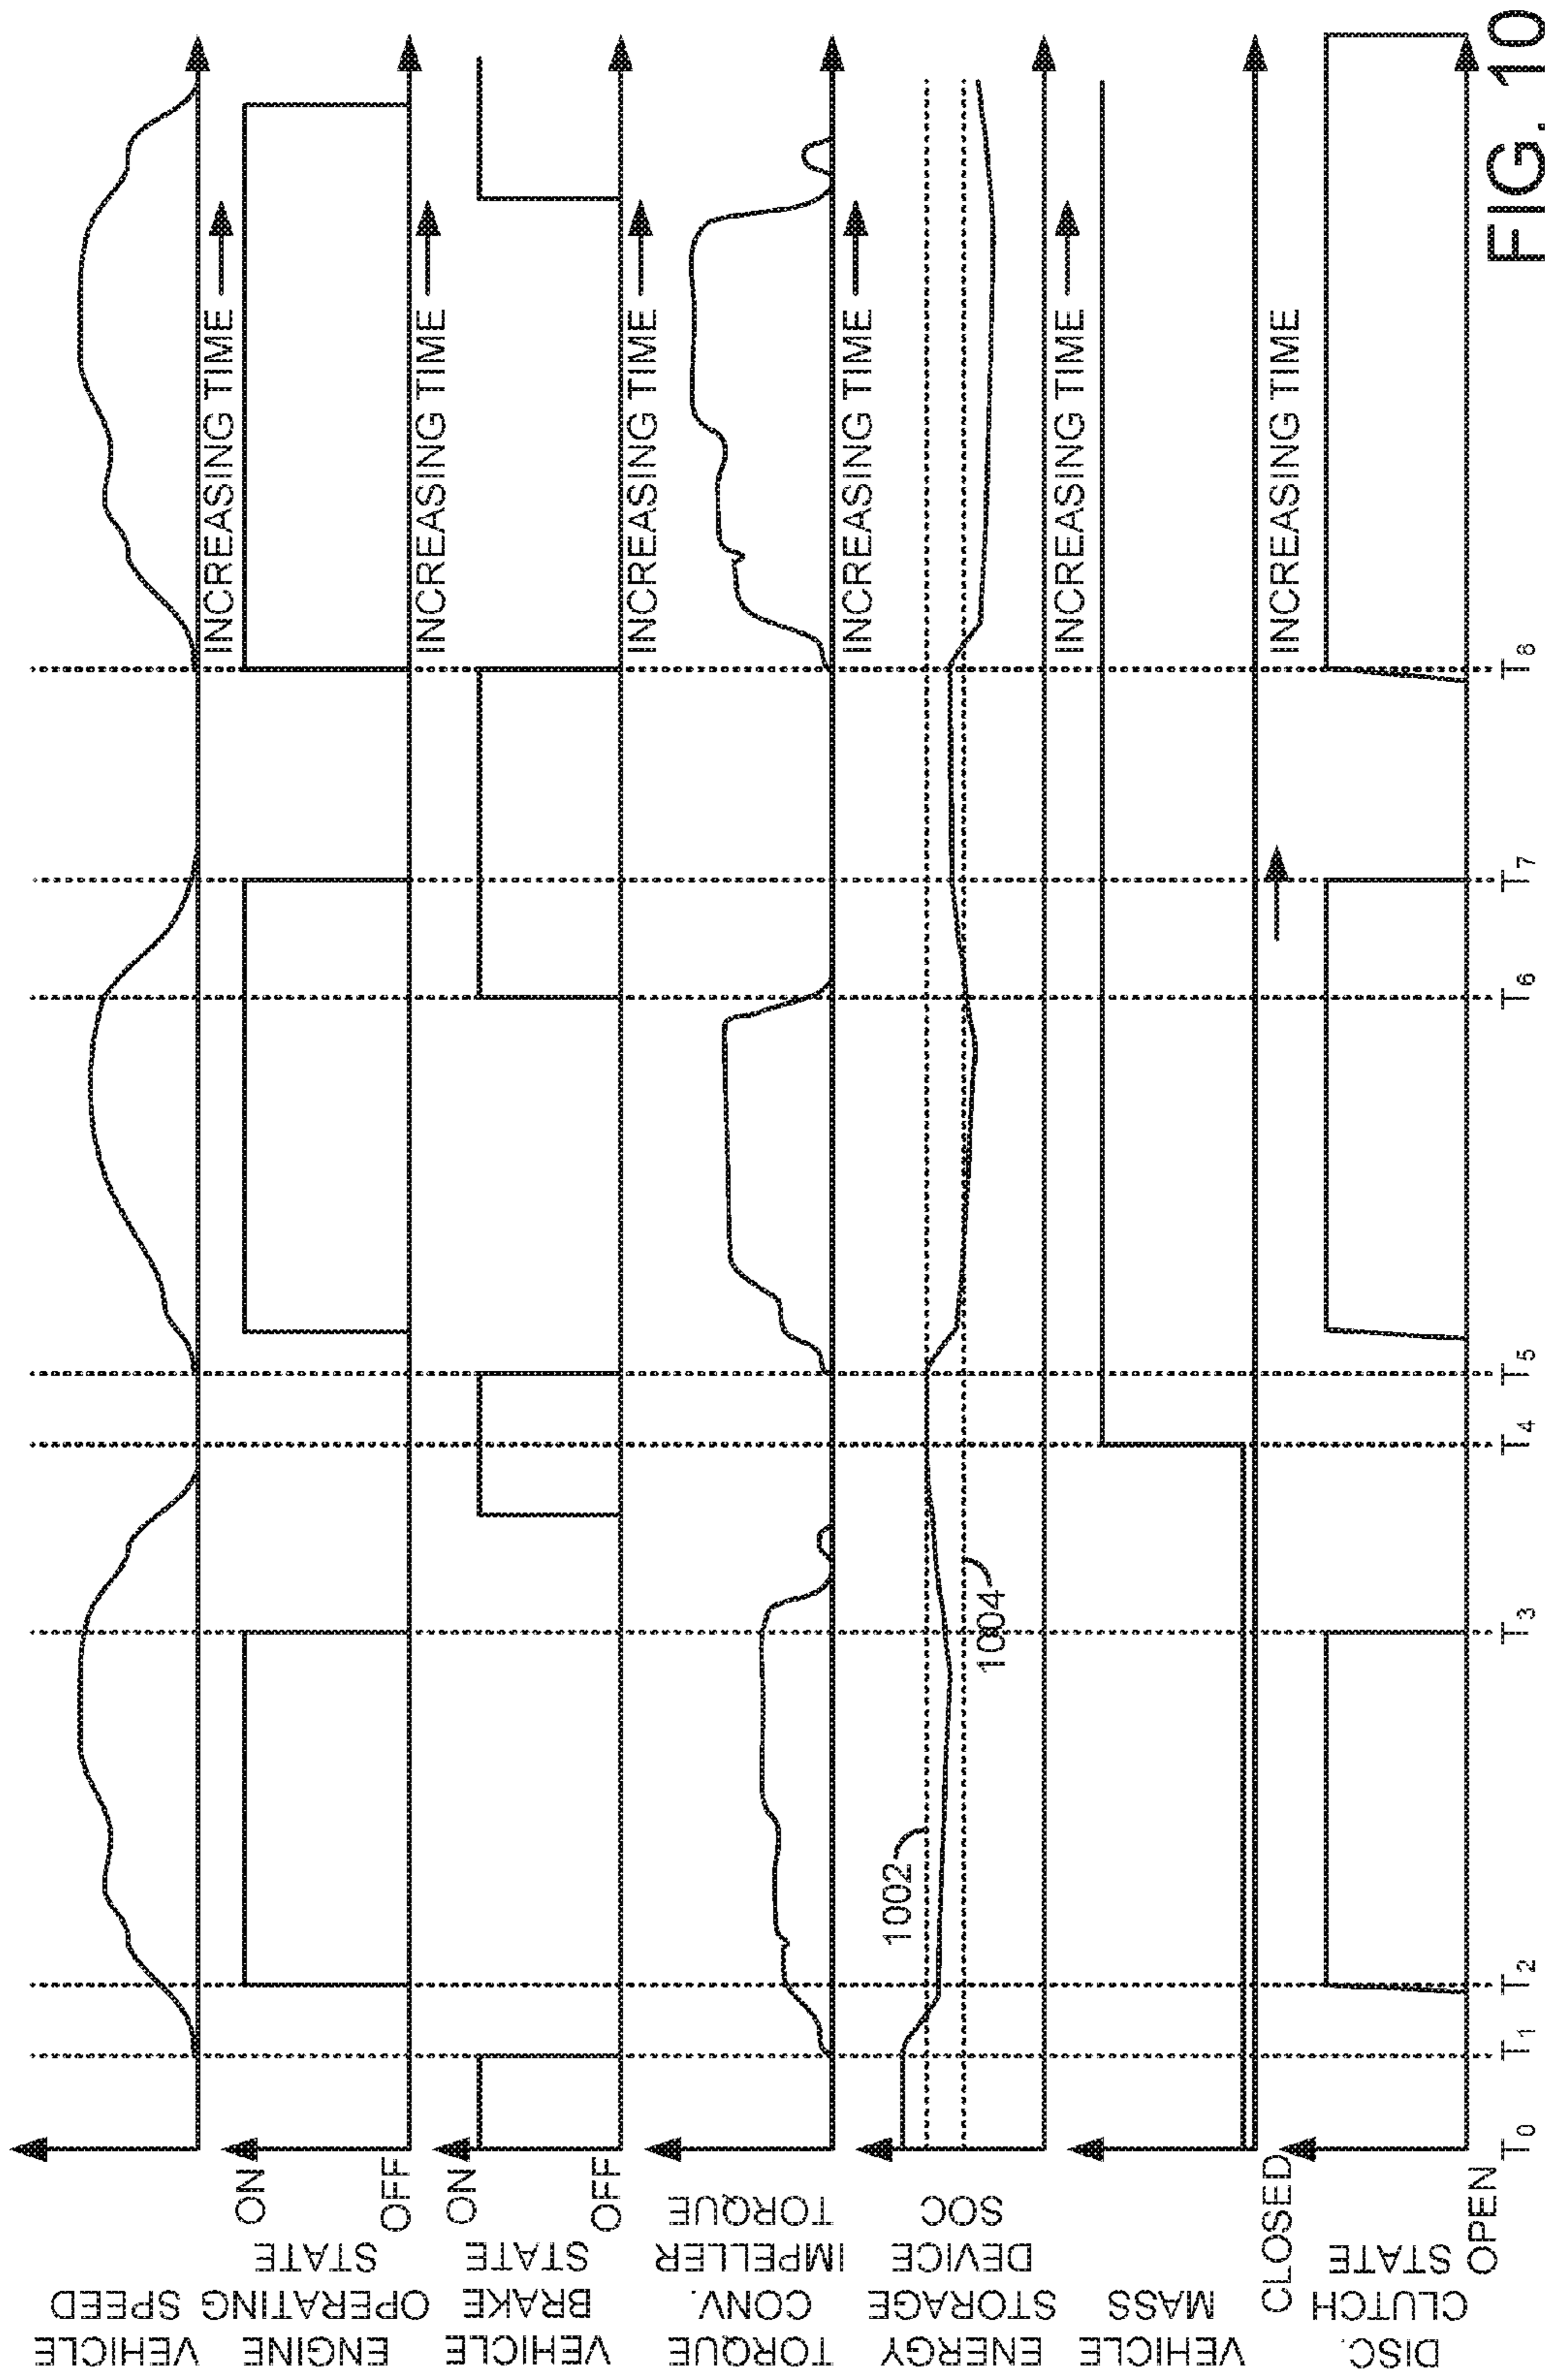 VEHICLE
SPEED
ENGINE
OPERATING
STATE
ON
OFF
INCREASING TIME
VEHICLE
BRAKE
STATE
ON
OFF
INCREASING TIME
TORQUE
CONV.
IMPELLER
TORQUE
INCREASING TIME
ENERGY
STORAGE
DEVICE
SOC
1002
1004
INCREASING TIME
VEHICLE
MASS
INCREASING TIME
DISC.
CLUTCH
STATE
CLOSED
OPEN
INCREASING TIME
T0 T1 T2 T3 T4 T5 T6 T7 T8
FIG. 10